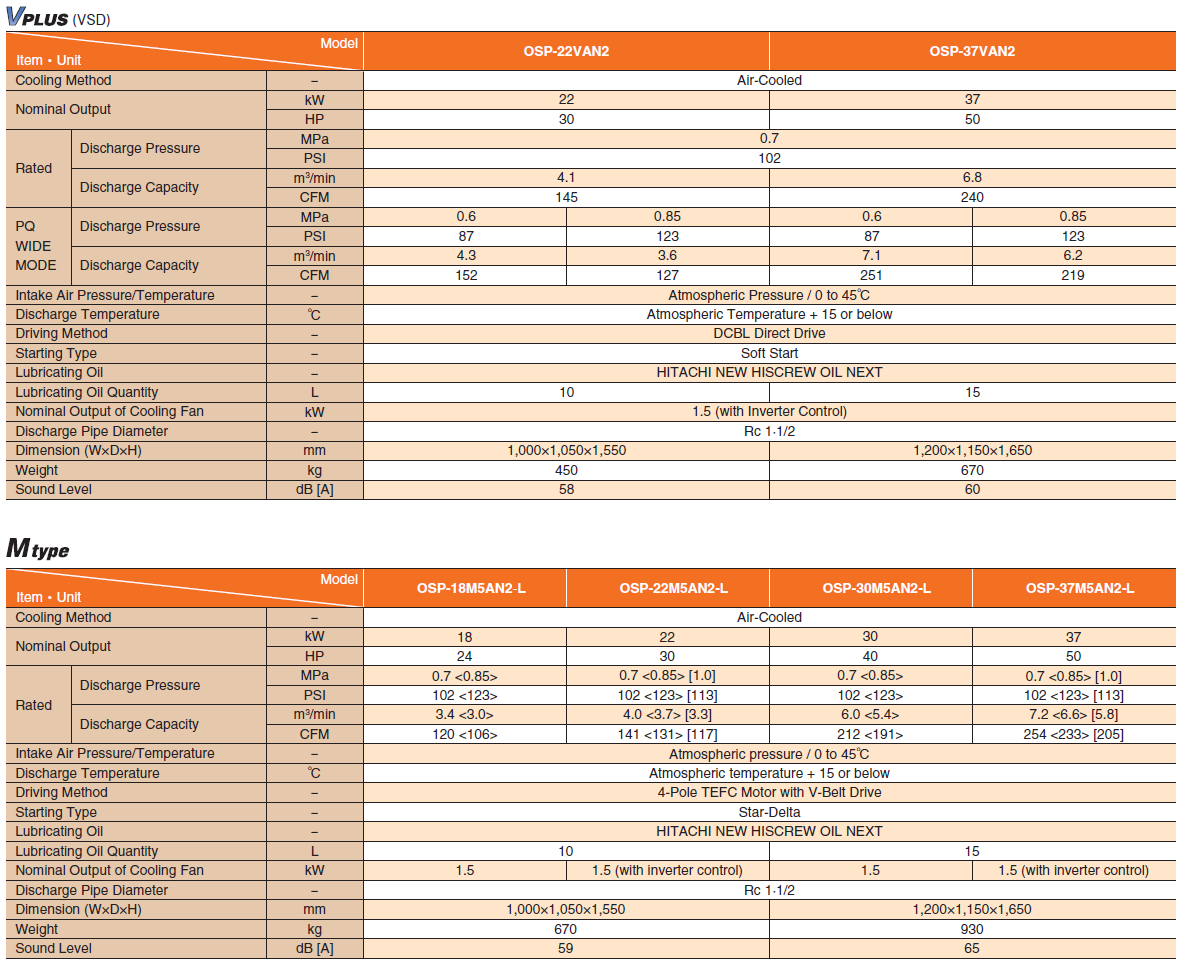 VPLUS (VSD)
Model
Item・Unit
OSP-22VAN2 OSP-37VAN2
Cooling Method – Air-Cooled
Nominal Output kW 22 37
HP 30 50
Rated Discharge Pressure MPa 0.7
PSI 102
Discharge Capacity m³/min 4.1 6.8
CFM 145 240
PQ WIDE MODE Discharge Pressure MPa 0.6 0.85 0.6 0.85
PSI 87 123 87 123
Discharge Capacity m³/min 4.3 3.6 7.1 6.2
CFM 152 127 251 219
Intake Air Pressure/Temperature – Atmospheric Pressure / 0 to 45℃
Discharge Temperature ℃ Atmospheric Temperature + 15 or below
Driving Method – DCBL Direct Drive
Starting Type – Soft Start
Lubricating Oil – HITACHI NEW HISCREW OIL NEXT
Lubricating Oil Quantity L 10 15
Nominal Output of Cooling Fan kW 1.5 (with Inverter Control)
Discharge Pipe Diameter – Rc 1·1/2
Dimension (W×D×H) mm 1,000×1,050×1,550 1,200×1,150×1,650
Weight kg 450 670
Sound Level dB [A] 58 60
M type
Model
Item・Unit
OSP-18M5AN2-L OSP-22M5AN2-L OSP-30M5AN2-L OSP-37M5AN2-L
Cooling Method – Air-Cooled
Nominal Output kW 18 22 30 37
HP 24 30 40 50
Rated Discharge Pressure MPa 0.7 <0.85> 0.7 <0.85> [1.0] 0.7 <0.85> 0.7 <0.85> [1.0]
PSI 102 <123> 102 <123> [113] 102 <123> 102 <123> [113]
Discharge Capacity m³/min 3.4 <3.0> 4.0 <3.7> [3.3] 6.0 <5.4> 7.2 <6.6> [5.8]
CFM 120 <106> 141 <131> [117] 212 <191> 254 <233> [205]
Intake Air Pressure/Temperature – Atmospheric pressure / 0 to 45℃
Discharge Temperature ℃ Atmospheric temperature + 15 or below
Driving Method – 4-Pole TEFC Motor with V-Belt Drive
Starting Type – Star-Delta
Lubricating Oil – HITACHI NEW HISCREW OIL NEXT
Lubricating Oil Quantity L 10 15
Nominal Output of Cooling Fan kW 1.5 1.5 (with inverter control) 1.5 1.5 (with inverter control)
Discharge Pipe Diameter – Rc 1·1/2
Dimension (W×D×H) mm 1,000×1,050×1,550 1,200×1,150×1,650
Weight kg 670 930
Sound Level dB [A] 59 65